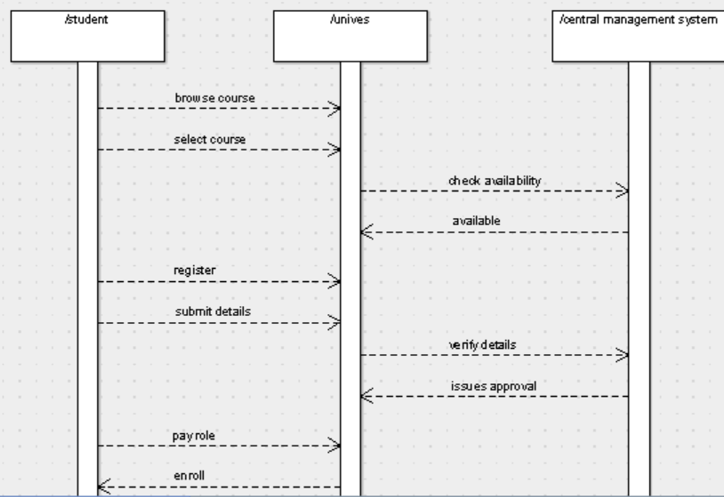 /student
/unives
/central management system
browse course
select course
check availability
available
register
submit details
verify details
issues approval
pay role
enroll